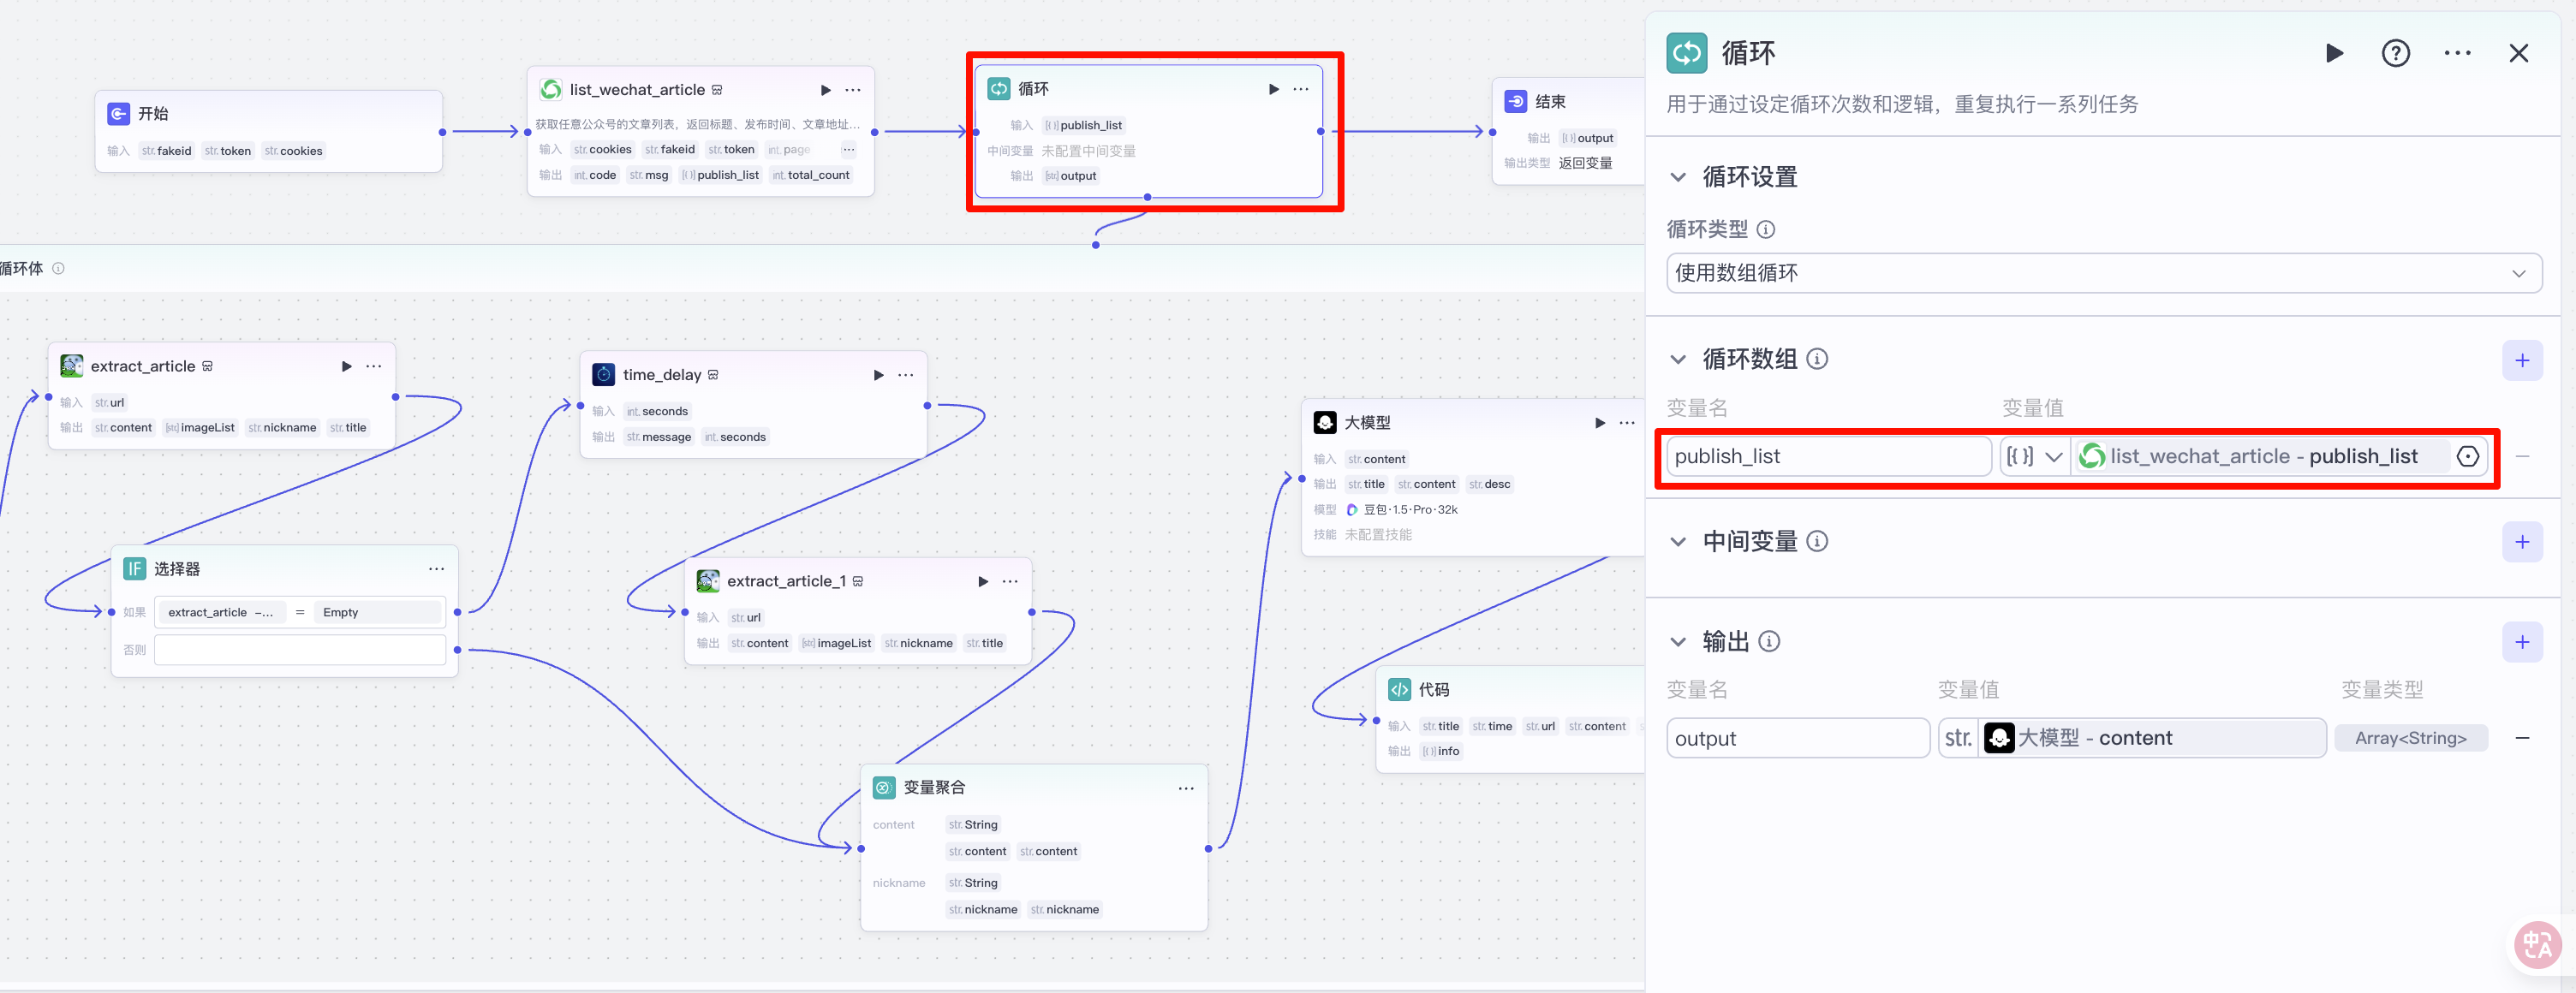 开始
输入 str.fakeid str.token str.cookies
list_wechat_article
获取任意公众号的文章列表，返回标题、发布时间、文章地址...
输入 str.cookies str.fakeid str.token int.page ...
输出 int.code str.msg [{}]publish_list int.total_count
循环
输入 [{}]publish_list
中间变量 未配置中间变量
输出 [str]output
结束
输出 [{}]output
输出类型 返回变量
循环体
extract_article
输入 str.url
输出 str.content [str]imageList str.nickname str.title
time_delay
输入 int.seconds
输出 str.message int.seconds
选择器
如果 extract_article –... = Empty
否则
extract_article_1
输入 str.url
输出 str.content [str]imageList str.nickname str.title
变量聚合
content str.String
str.content str.content
nickname str.String
str.nickname str.nickname
大模型
输入 str.content
输出 str.title str.content str.desc
模型 豆包·1.5·Pro·32k
技能 未配置技能
代码
输入 str.title str.time str.url str.content
输出 [{}]info
循环
用于通过设定循环次数和逻辑，重复执行一系列任务
循环设置
循环类型
使用数组循环
循环数组
变量名 变量值
publish_list [{}] list_wechat_article - publish_list
中间变量
输出
变量名 变量值 变量类型
output str. 大模型 - content Array<String>